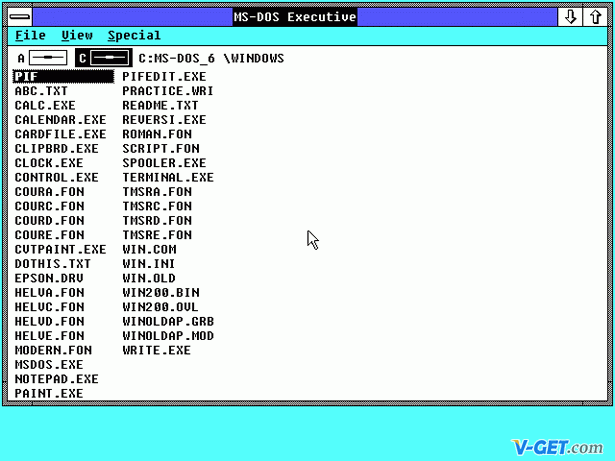 MS-DOS Executive
File View Special
A C C:MS-DOS_6 \WINDOWS
PIF PIFEDIT.EXE
ABC.TXT PRACTICE.WRI
CALC.EXE README.TXT
CALENDAR.EXE REVERSI.EXE
CARDFILE.EXE ROMAN.FON
CLIPBRD.EXE SCRIPT.FON
CLOCK.EXE SPOOLER.EXE
CONTROL.EXE TERMINAL.EXE
COURA.FON TMSRA.FON
COURC.FON TMSRC.FON
COURD.FON TMSRD.FON
COURE.FON TMSRE.FON
CVTPAINT.EXE WIN.COM
DOTHIS.TXT WIN.INI
EPSON.DRV WIN.OLD
HELVA.FON WIN200.BIN
HELVC.FON WIN200.OVL
HELVD.FON WINOLDAP.GRB
HELVE.FON WINOLDAP.MOD
MODERN.FON WRITE.EXE
MSDOS.EXE
NOTEPAD.EXE
PAINT.EXE
V-GET.com